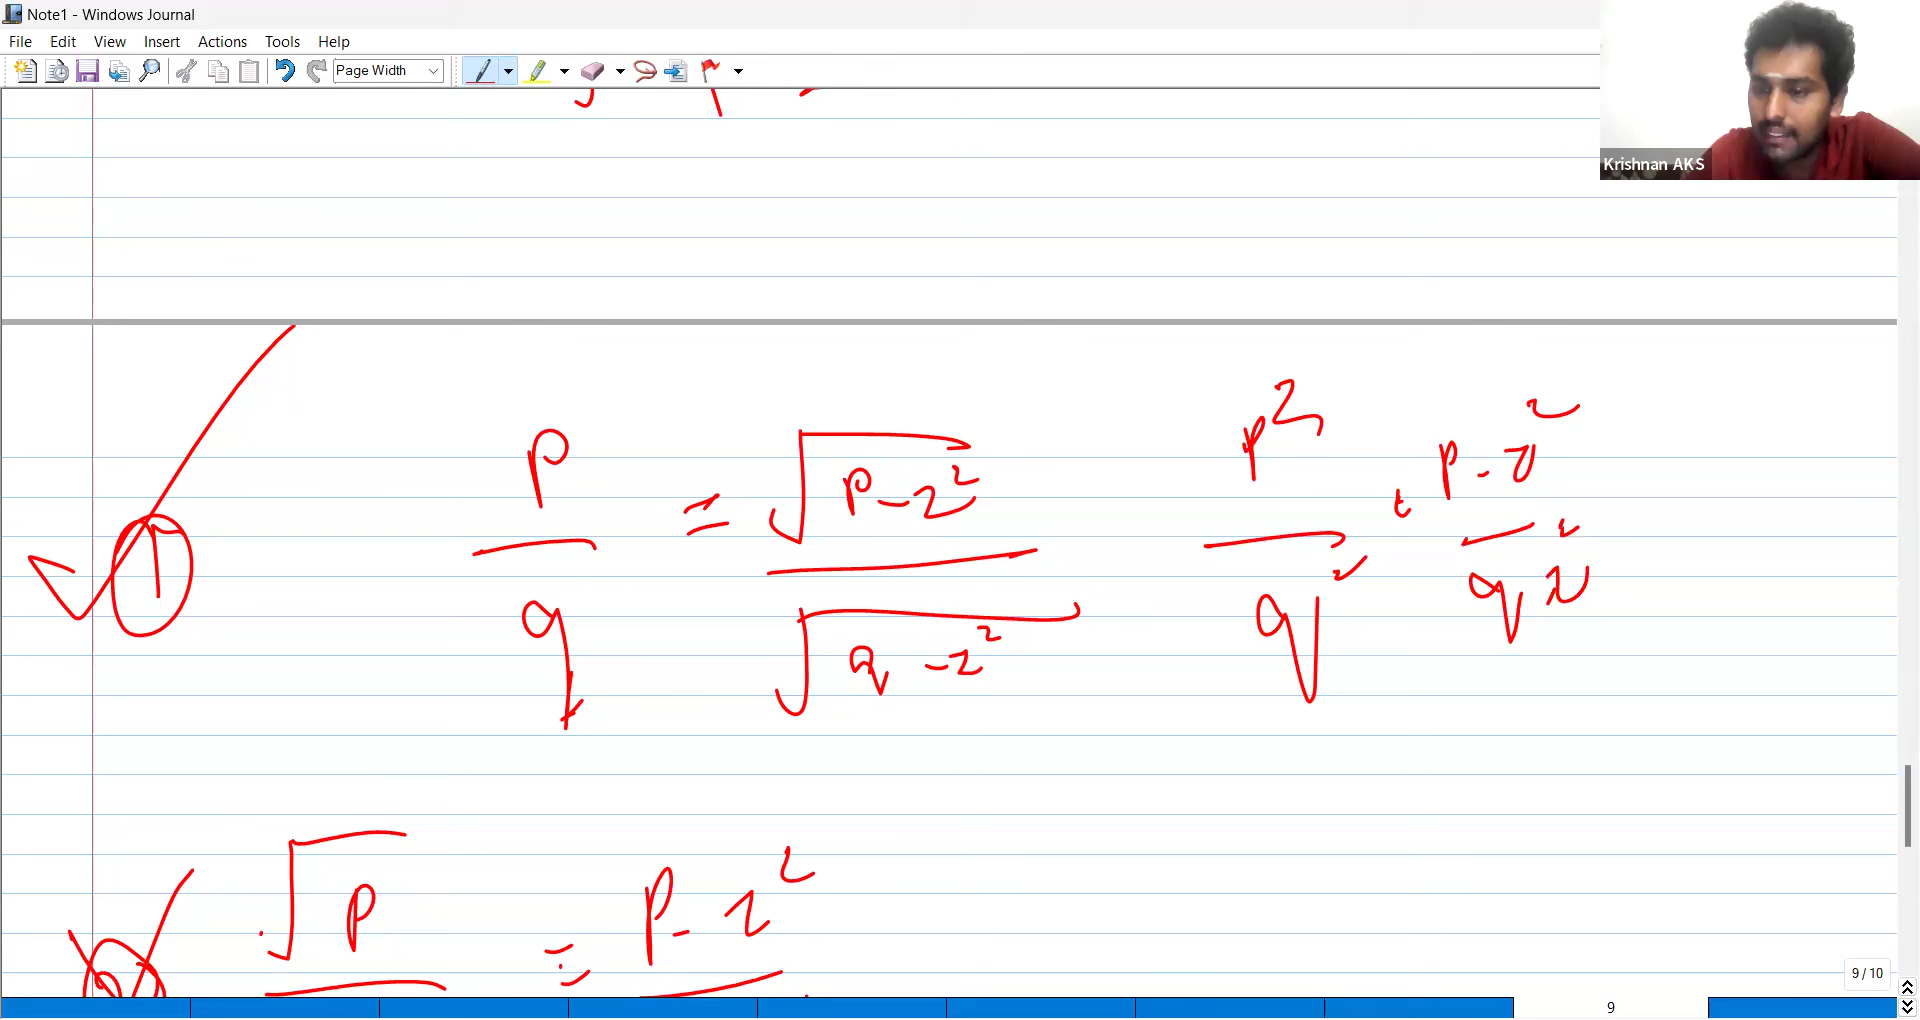 Note1 - Windows Journal
File Edit View Insert Actions Tools Help
Page Width
Krishnan AKS
1
p/q = √(p-z²)/√(q-z²)
p²/q² = p-z²/q-z²
√p = p-z²
9 / 10
9